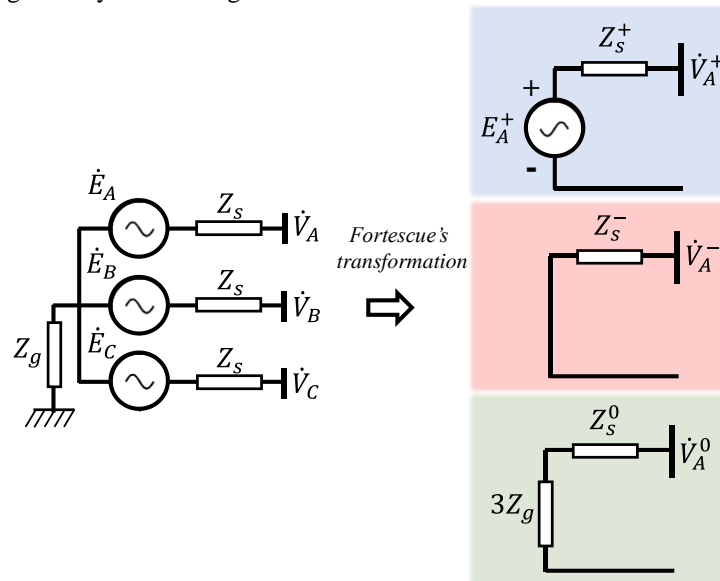 Z_s^+
V̇_A^+
+
E_A^+
-
Ė_A
Z_s
V̇_A
Ė_B
Z_s
V̇_B
Z_g
Ė_C
Z_s
V̇_C
Fortescue's
transformation
Z_s^-
V̇_A^-
Z_s^0
V̇_A^0
3Z_g